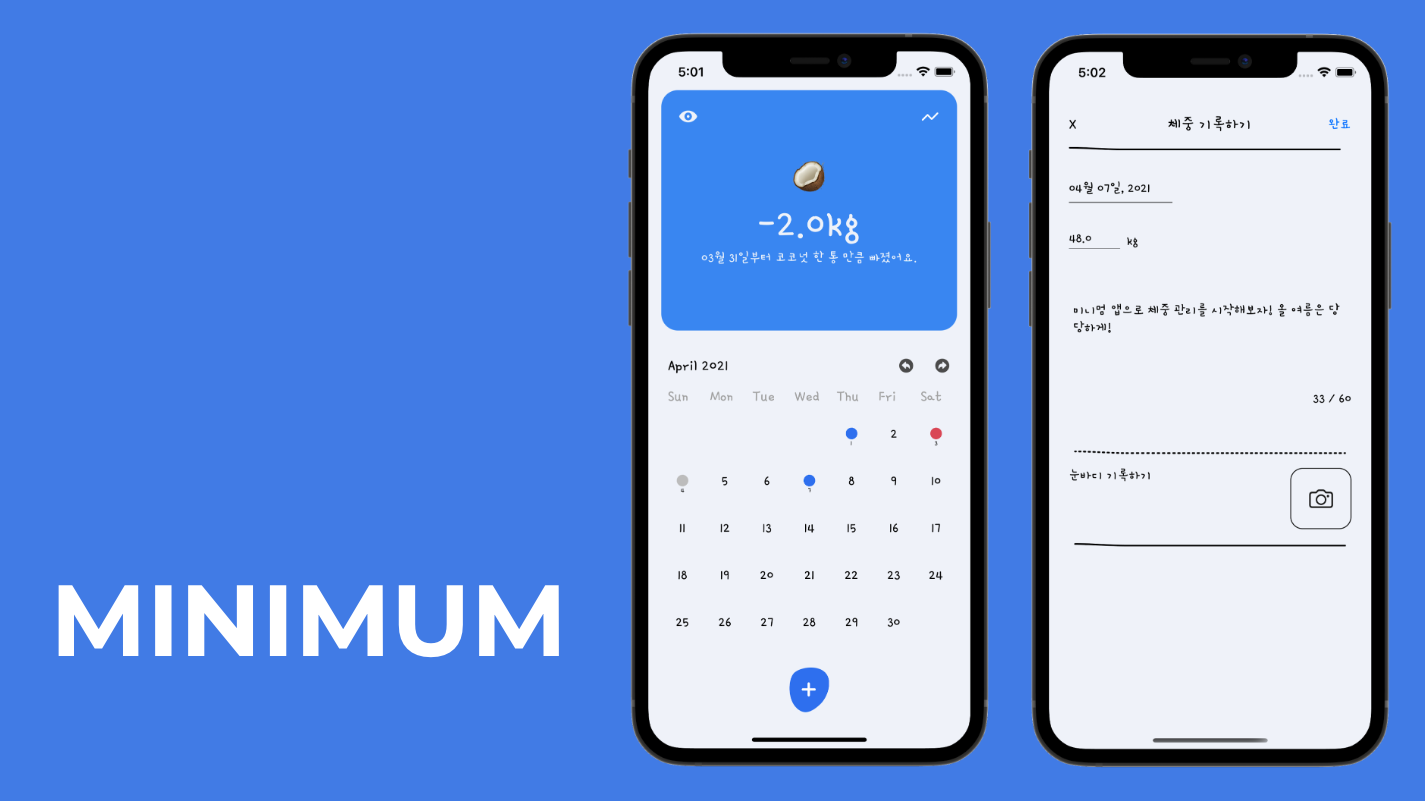 MINIMUM
5:01
-2.0kg
03월 31일부터 코코넛 한 통 만큼 빠졌어요.
April 2021
Sun Mon Tue Wed Thu Fri Sat
1 2 3
5 6 7 8 9 10
11 12 13 14 15 16 17
18 19 20 21 22 23 24
25 26 27 28 29 30
+
5:02
X 체중 기록하기 완료
04월 07일, 2021
48.0 kg
미니멈 앱으로 체중 관리를 시작해보자! 올 여름은 당
당하게!
33 / 60
눈바디 기록하기